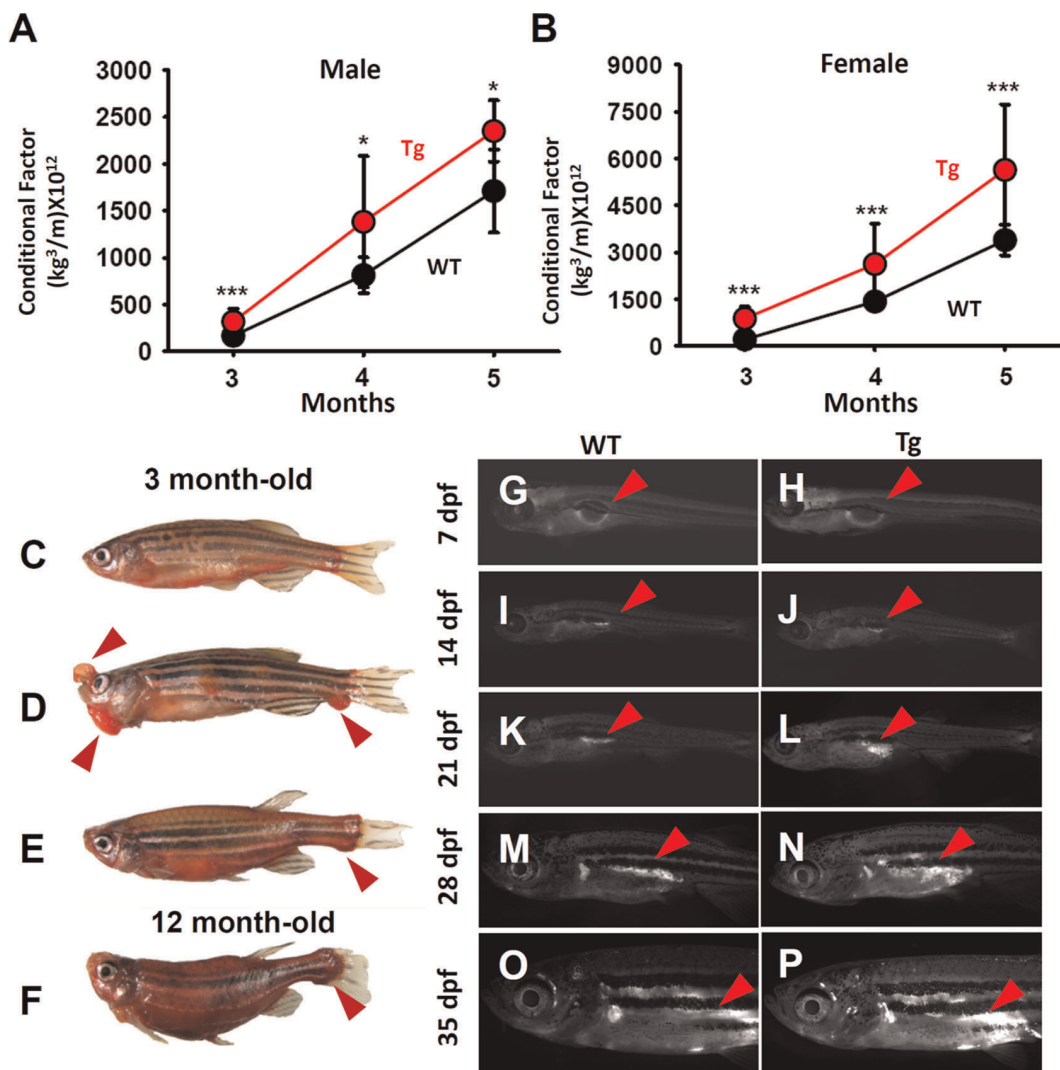 A
Male
Conditional Factor
(kg³/m)X10¹²
3000
2500
2000
1500
1000
500
0
***
*
*
Tg
WT
3 4 5
Months
B
Female
Conditional Factor
(kg³/m)X10¹²
9000
7500
6000
4500
3000
1500
0
***
***
***
Tg
WT
3 4 5
Months
3 month-old
C
D
E
12 month-old
F
WT Tg
7 dpf
G H
14 dpf
I J
21 dpf
K L
28 dpf
M N
35 dpf
O P